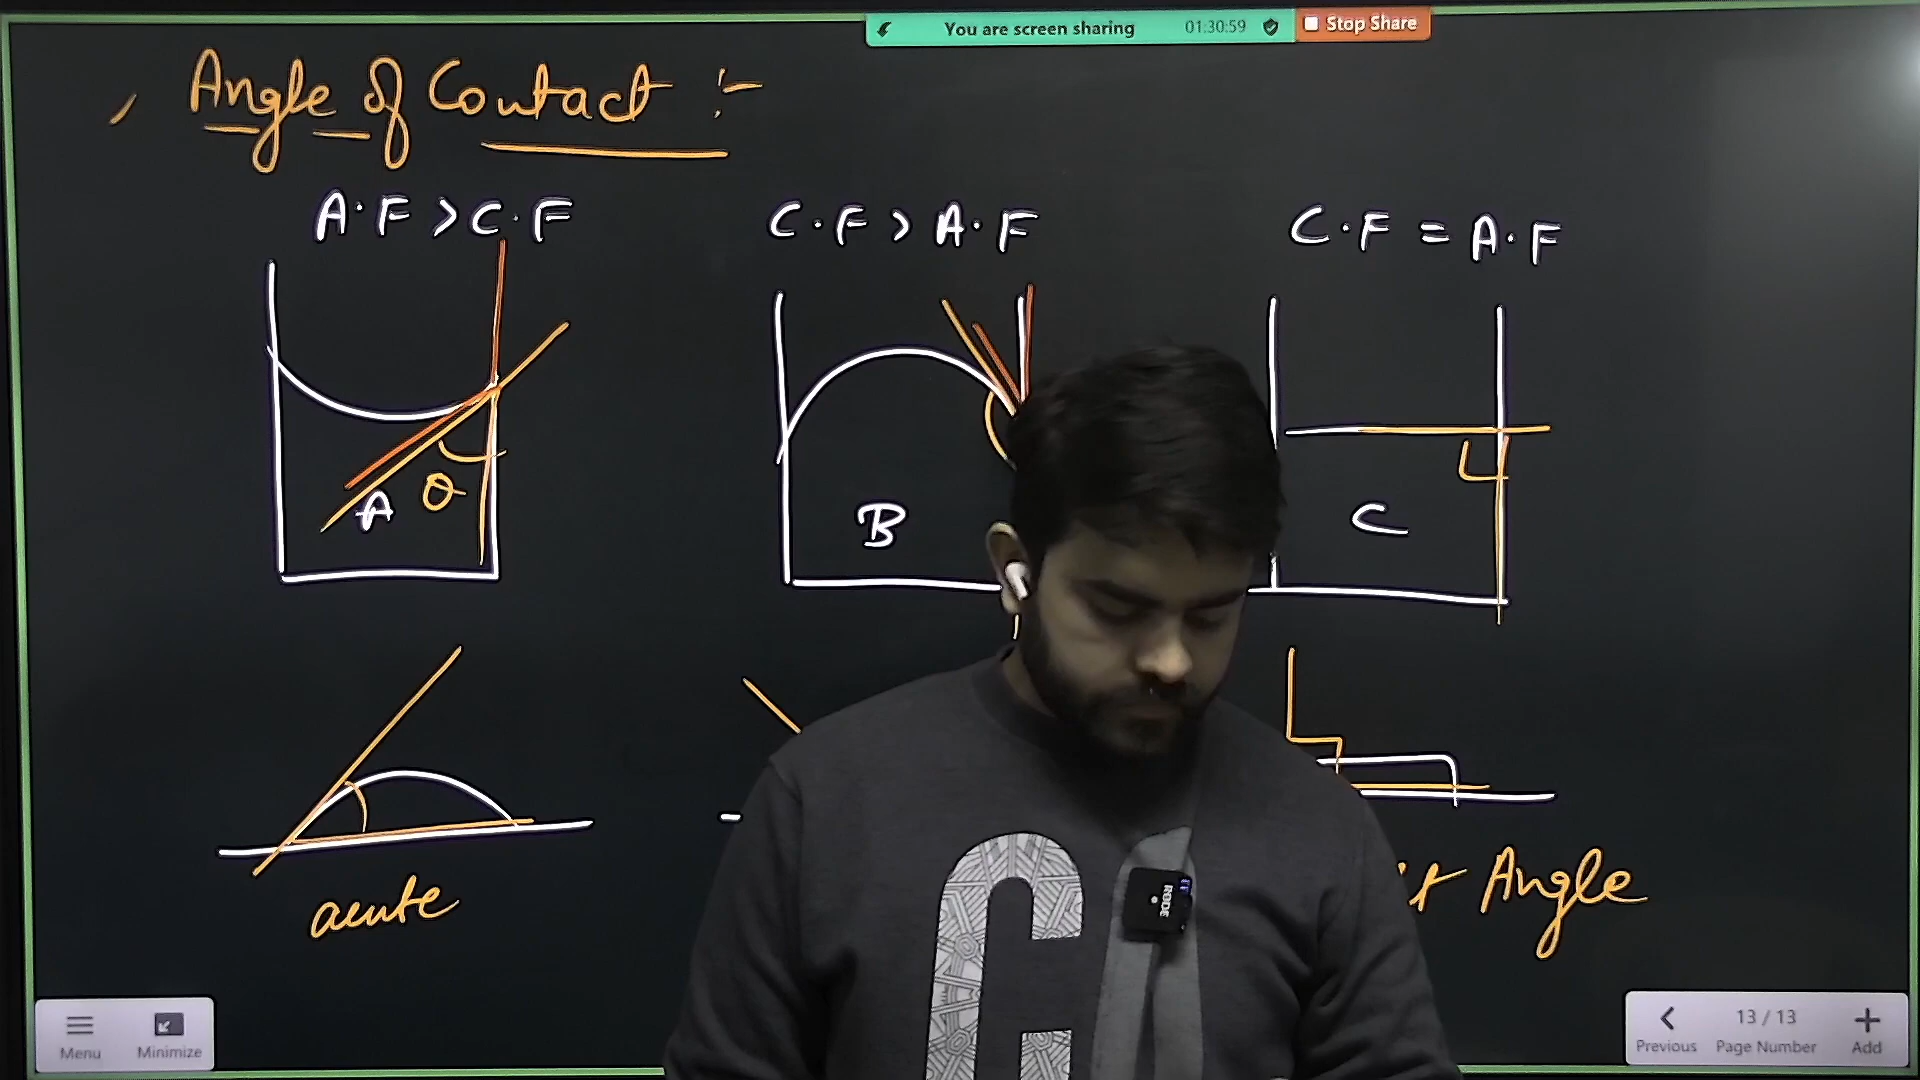 You are screen sharing 01:30:59 Stop Share
Angle of Contact :-
A.F > C.F
C.F > A.F
C.F = A.F
A θ
B
C
acute
Angle
RODE
Menu
Minimize
Previous
13 / 13
Page Number
Add